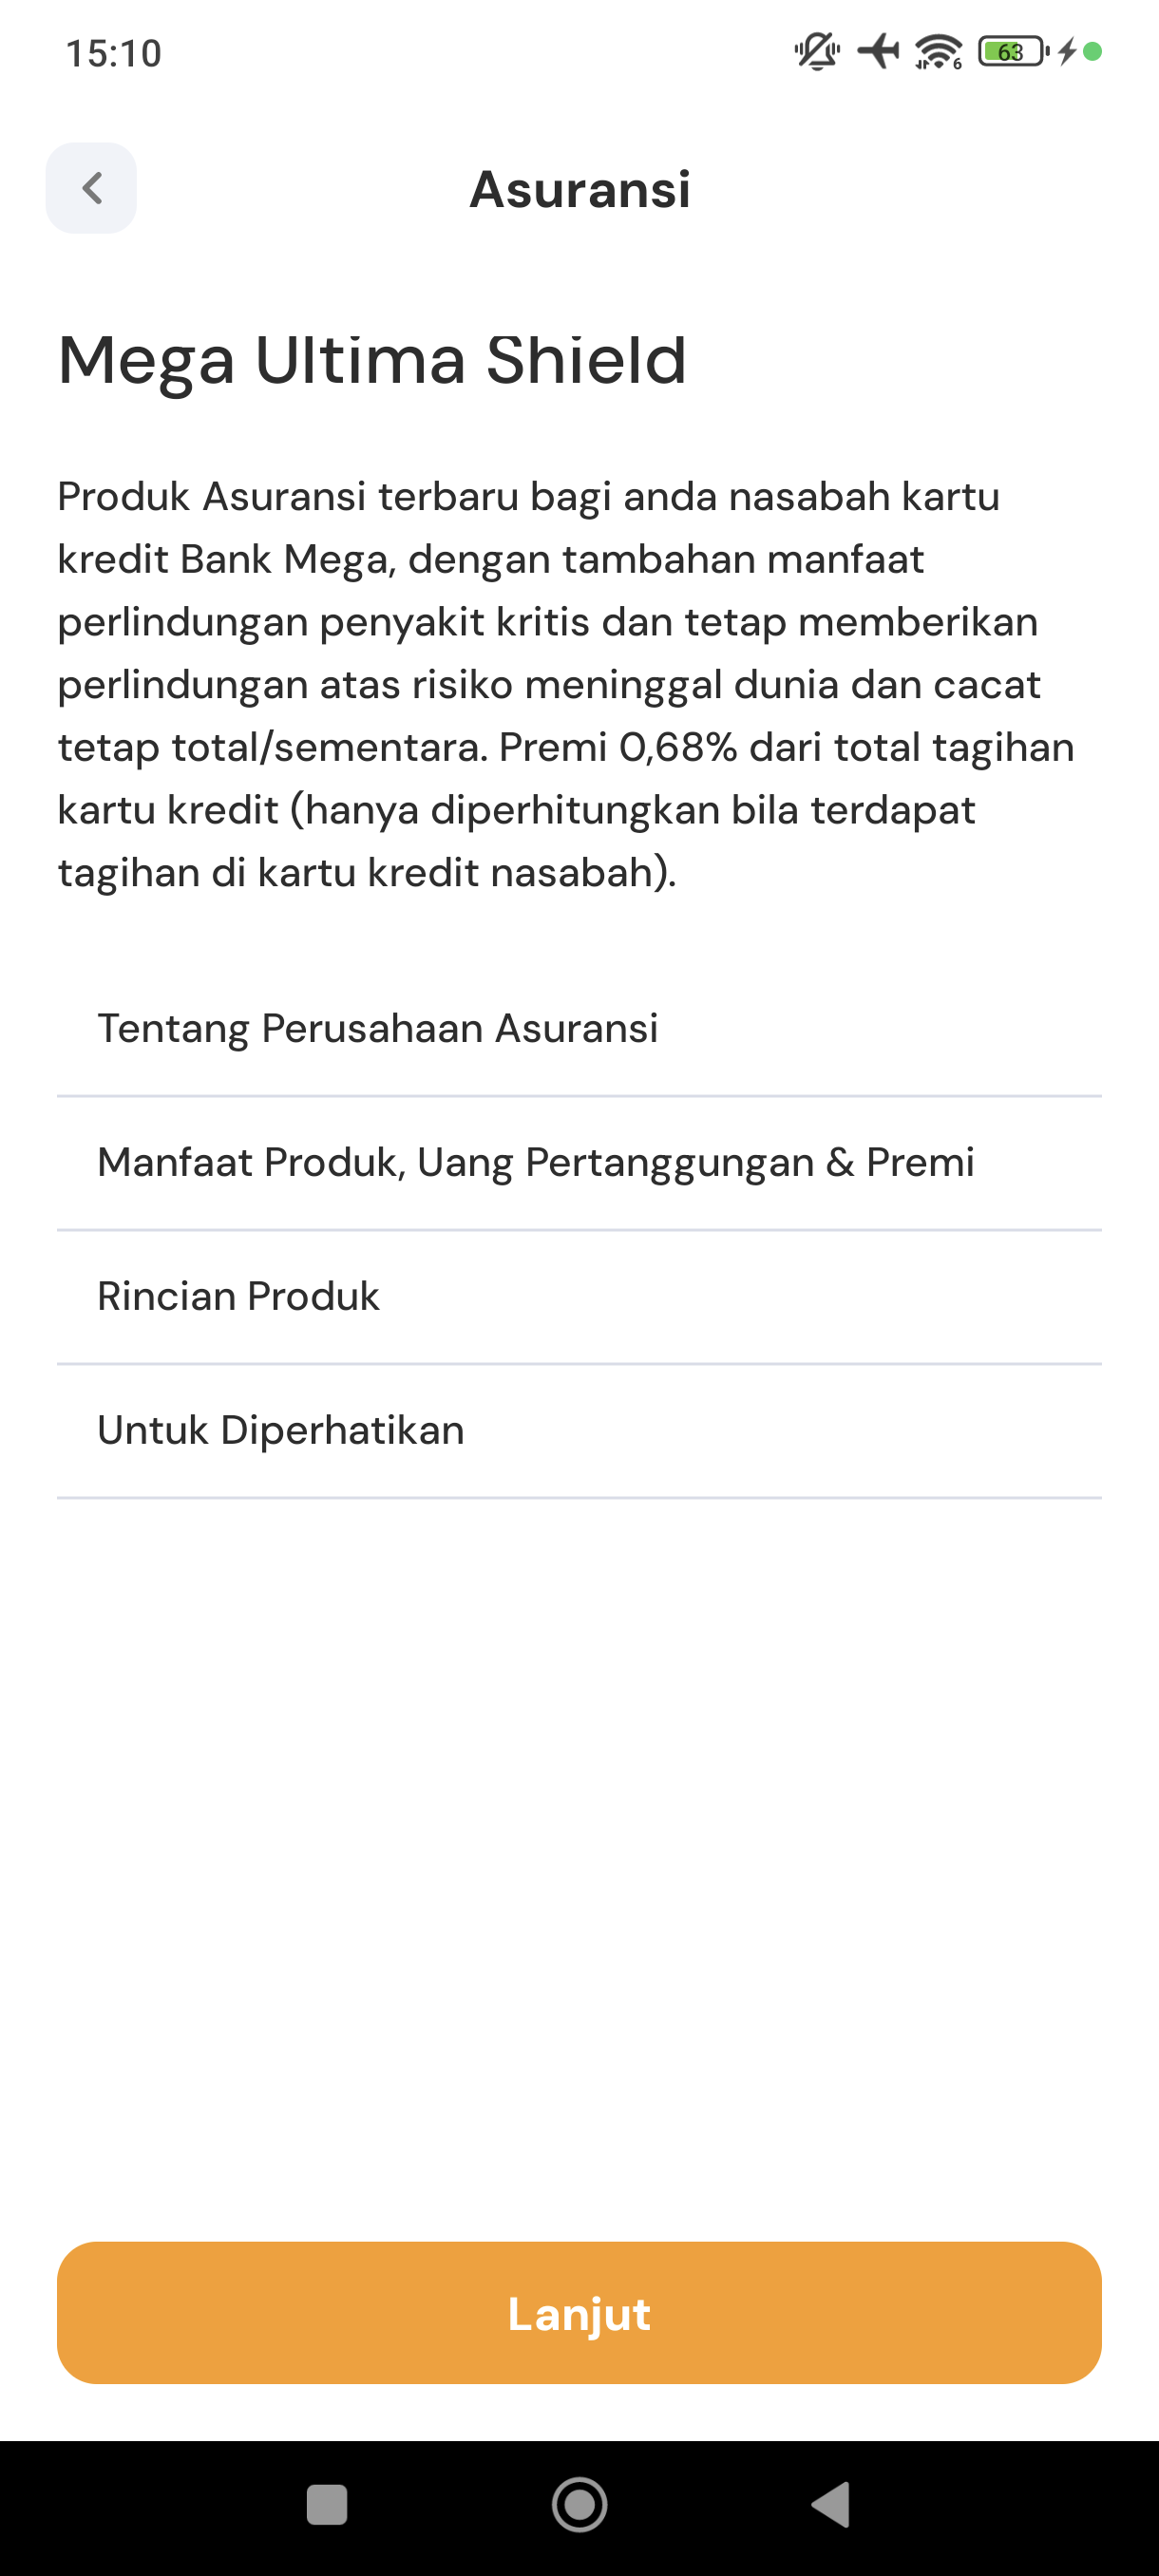 15:10
6
63
Asuransi
Mega Ultima Shield
Produk Asuransi terbaru bagi anda nasabah kartu
kredit Bank Mega, dengan tambahan manfaat
perlindungan penyakit kritis dan tetap memberikan
perlindungan atas risiko meninggal dunia dan cacat
tetap total/sementara. Premi 0,68% dari total tagihan
kartu kredit (hanya diperhitungkan bila terdapat
tagihan di kartu kredit nasabah).
Tentang Perusahaan Asuransi
Manfaat Produk, Uang Pertanggungan & Premi
Rincian Produk
Untuk Diperhatikan
Lanjut